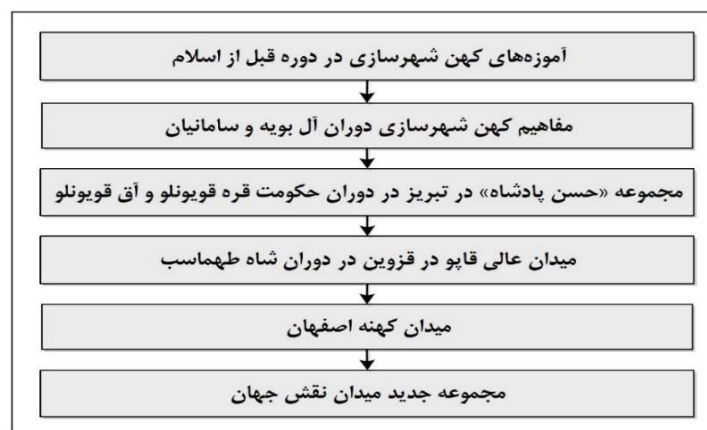 آموزه‌های کهن شهرسازی در دوره قبل از اسلام
مفاهیم کهن شهرسازی دوران آل بویه و سامانیان
مجموعه «حسن پادشاه» در تبریز در دوران حکومت قره قویونلو و آق قویونلو
میدان عالی قاپو در قزوین در دوران شاه طهماسب
میدان کهنه اصفهان
مجموعه جدید میدان نقش جهان